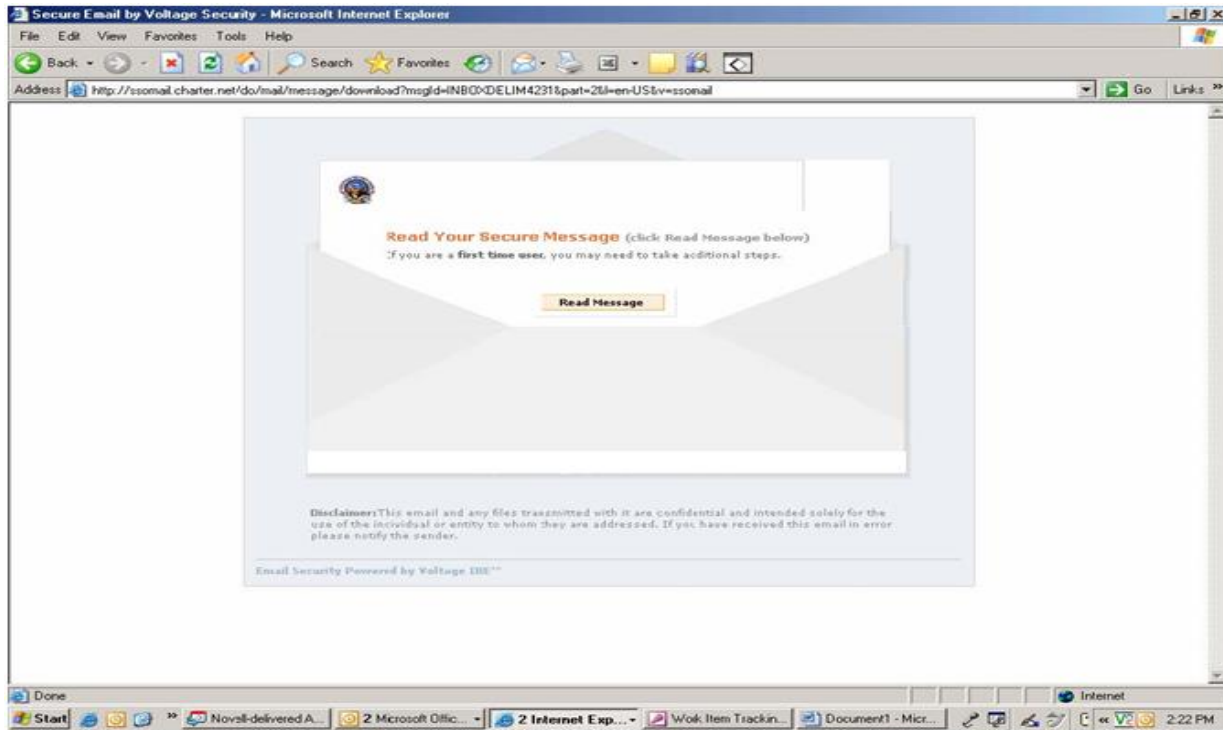 Secure Email by Voltage Security - Microsoft Internet Explorer
File Edit View Favorites Tools Help
Back Search Favorites
Address http://ssomail.charter.net/do/mail/message/download?msgId=INBOXDELIM4231&part=2&l=en-US&v=ssomail Go Links »
Read Your Secure Message (click Read Message below)
If you are a first time user, you may need to take additional steps.
Read Message
Disclaimer: This email and any files transmitted with it are confidential and intended solely for the
use of the individual or entity to whom they are addressed. If you have received this email in error
please notify the sender.
Email Security Powered by Voltage IBE™
Done Internet
Start » Novell-delivered A... 2 Microsoft Offic... 2 Internet Exp... Work Item Trackin... Document1 - Micr... « 2:22 PM